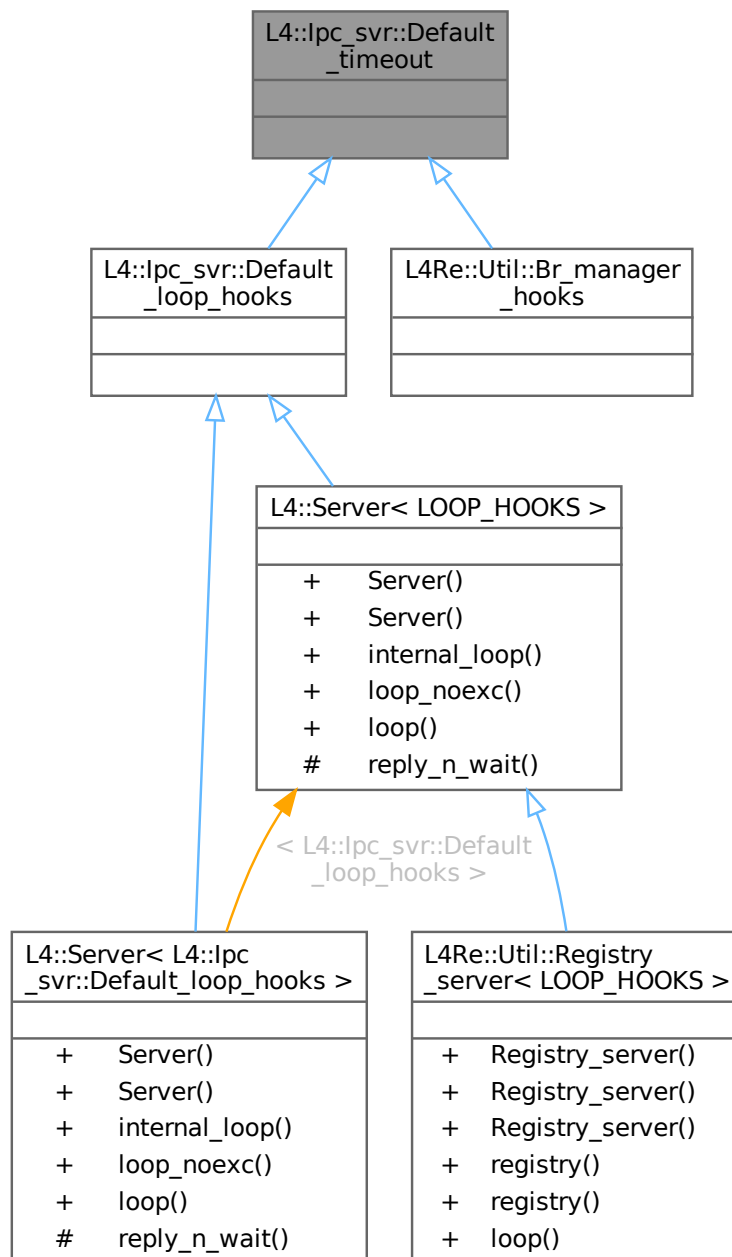 L4::Ipc_svr::Default
_timeout
L4::Ipc_svr::Default
_loop_hooks
L4Re::Util::Br_manager
_hooks
L4::Server< LOOP_HOOKS >
+ Server()
+ Server()
+ internal_loop()
+ loop_noexc()
+ loop()
# reply_n_wait()
< L4::Ipc_svr::Default
_loop_hooks >
L4::Server< L4::Ipc
_svr::Default_loop_hooks >
+ Server()
+ Server()
+ internal_loop()
+ loop_noexc()
+ loop()
# reply_n_wait()
L4Re::Util::Registry
_server< LOOP_HOOKS >
+ Registry_server()
+ Registry_server()
+ Registry_server()
+ registry()
+ registry()
+ loop()